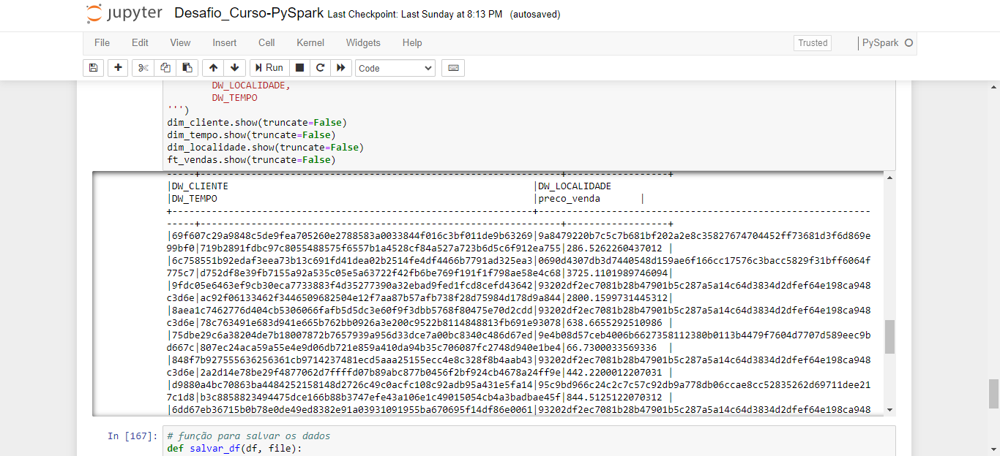 jupyter Desafio_Curso-PySpark Last Checkpoint: Last Sunday at 8:13 PM (autosaved)
File Edit View Insert Cell Kernel Widgets Help Trusted PySpark
Run Code
DW_LOCALIDADE,
DW_TEMPO
''')
dim_cliente.show(truncate=False)
dim_tempo.show(truncate=False)
dim_localidade.show(truncate=False)
ft_vendas.show(truncate=False)
-----+----------------------------------------------------------------+------------------+
|DW_CLIENTE |DW_LOCALIDADE
|DW_TEMPO |preco_venda |
+----------------------------------------------------------------+-----------------------------------------------------------
-----+----------------------------------------------------------------+------------------+
|69f607c29a9848c5de9fea705260e2788583a0033844f016c3bf011de9b63269|9a8479220b7c5c7b681bf202a2e8c35827674704452ff73681d3f6d869e
99bf0|719b2891fdbc97c8055488575f6557b1a4528cf84a527a723b6d5c6f912ea755|286.5262260437012 |
|6c758551b92edaf3eea73b13c691fd41dea02b2514fe4df4466b7791ad325ea3|0690d4307db3d7440548d159ae6f166cc17576c3bacc5829f31bff6064f
775c7|d752df8e39fb7155a92a535c05e5a63722f42fb6be769f191f1f798ae58e4c68|3725.1101989746094|
|9fdc05e6463ef9cb30eca7733883f4d35277390a32ebad9fed1fcd8cefd43642|93202df2ec7081b28b47901b5c287a5a14c64d3834d2dfef64e198ca948
c3d6e|ac92f06133462f3446509682504e12f7aa87b57afb738f28d75984d178d9a844|2800.1599731445312|
|8aea1c7462776d404cb5306066fafb5d5dc3e60f9f3dbb5768f80475e70d2cdd|93202df2ec7081b28b47901b5c287a5a14c64d3834d2dfef64e198ca948
c3d6e|78c763491e683d941e665b762bb0926a3e200c9522b8114848813fb691e93078|638.6655292510986 |
|75dbe29c6a38204de7b18007872b7657939a956d33dce7a00bc8340c486d67ed|9e4b08d57ceb4006b6627358112380b0113b4479f7604d7707d589eec9b
d667c|807ec24aca59a55e4e9d06db721e859a410da94b35c706087fc2748d940e1be4|66.7300033569336 |
|848f7b927555636256361cb9714237481ecd5aaa25155ecc4e8c328f8b4aab43|93202df2ec7081b28b47901b5c287a5a14c64d3834d2dfef64e198ca948
c3d6e|2a2d14e78be29f4877062d7ffffd07b89abc877b0456f2bf924cb4678a24ff9e|442.2200012207031 |
|d9880a4bc70863ba4484252158148d2726c49c0acfc108c92adb95a431e5fa14|95c9bd966c24c2c7c57c92db9a778db06ccae8cc52835262d69711dee21
7c1d8|b3c8858823494475dce166b88b3747efe43a106e1c49015054cb4a3badbae45f|844.5125122070312 |
|6dd67eb36715b0b78e0de49ed8382e91a03931091955ba670695f14df86e0061|93202df2ec7081b28b47901b5c287a5a14c64d3834d2dfef64e198ca948
In [167]: # função para salvar os dados
def salvar_df(df, file):